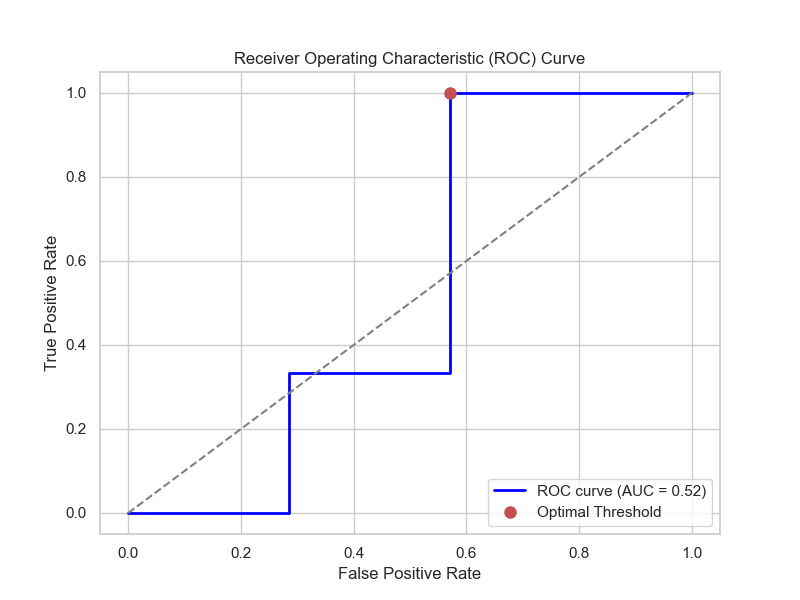 Receiver Operating Characteristic (ROC) Curve
True Positive Rate
1.0
0.8
0.6
0.4
0.2
0.0
ROC curve (AUC = 0.52)
Optimal Threshold
0.0 0.2 0.4 0.6 0.8 1.0
False Positive Rate